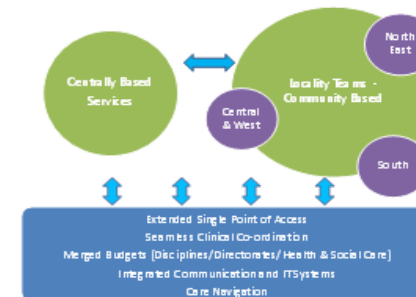 Centrally Based
Services
Locality Teams -
Community Based
North
East
Central
& West
South
Extended Single Point of Access
Seamless Clinical Co-ordination
Merged Budgets (Disciplines/Directorates/ Health & Social Care)
Integrated Communication and IT Systems
Care Navigation